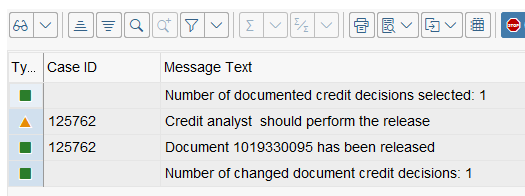 Σ Σ/Σ STOP
Ty... Case ID Message Text
Number of documented credit decisions selected: 1
125762 Credit analyst  should perform the release
125762 Document 1019330095 has been released
Number of changed document credit decisions: 1